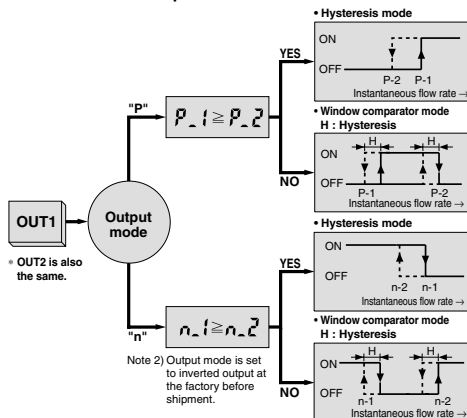 • Hysteresis mode
ON
OFF
P-2 P-1
Instantaneous flow rate →
YES
"P"
P_1 ≧ P_2
• Window comparator mode
H : Hysteresis
H H
ON
OFF
P-1 P-2
Instantaneous flow rate →
NO
OUT1
Output
mode
* OUT2 is also
the same.
• Hysteresis mode
ON
OFF
n-2 n-1
Instantaneous flow rate →
YES
"n"
n_1 ≧ n_2
Note 2) Output mode is set
to inverted output at
the factory before
shipment.
• Window comparator mode
H : Hysteresis
H H
ON
OFF
n-1 n-2
Instantaneous flow rate →
NO